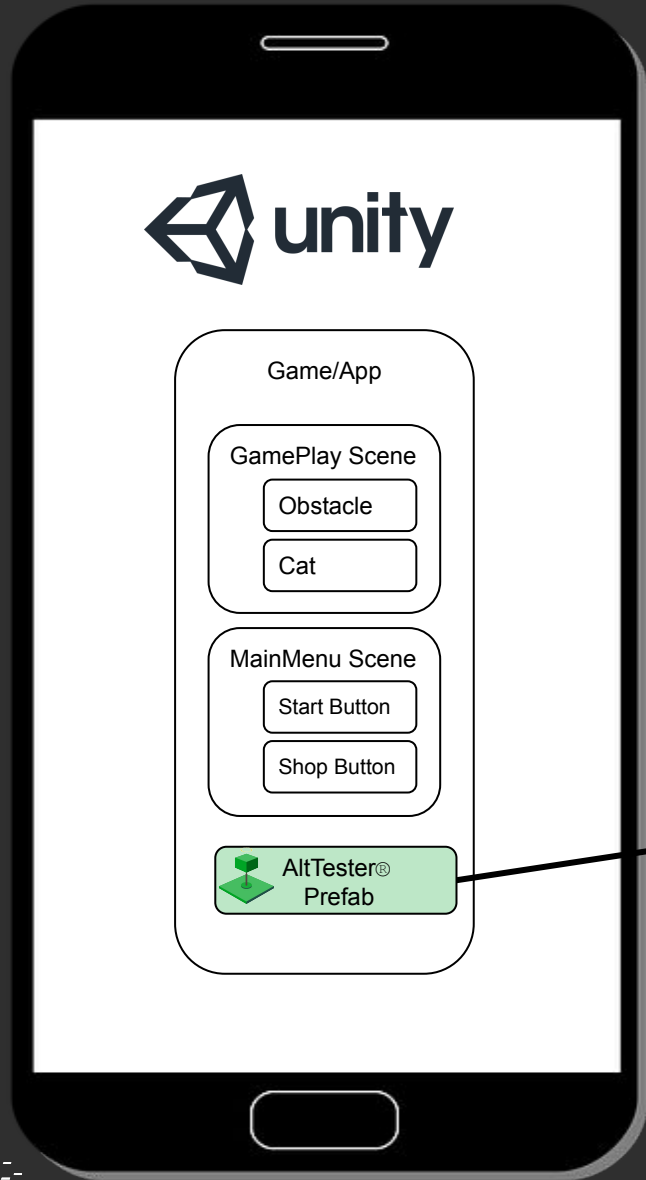 unity
Game/App
GamePlay Scene
Obstacle
Cat
MainMenu Scene
Start Button
Shop Button
AltTester®
Prefab